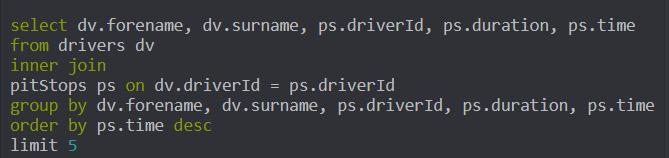 select dv.forename, dv.surname, ps.driverId, ps.duration, ps.time
from drivers dv
inner join
pitStops ps on dv.driverId = ps.driverId
group by dv.forename, dv.surname, ps.driverId, ps.duration, ps.time
order by ps.time desc
limit 5